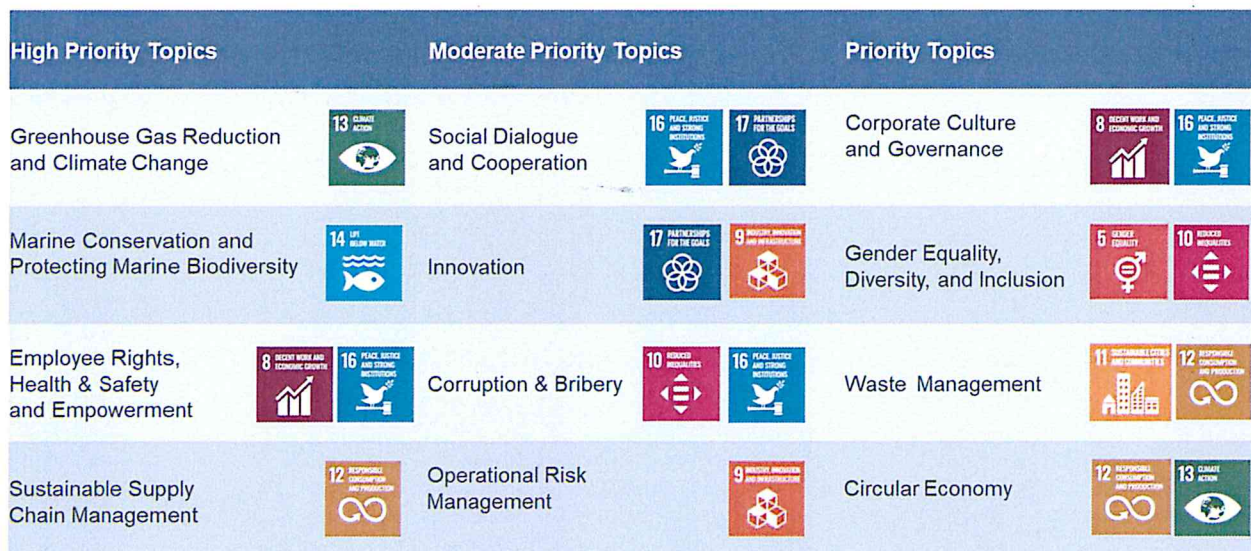 High Priority Topics
Moderate Priority Topics
Priority Topics
Greenhouse Gas Reduction
and Climate Change
13 CLIMATE
ACTION
Social Dialogue
and Cooperation
16 PEACE, JUSTICE
AND STRONG
INSTITUTIONS
17 PARTNERSHIPS
FOR THE GOALS
Corporate Culture
and Governance
8 DECENT WORK AND
ECONOMIC GROWTH
16 PEACE, JUSTICE
AND STRONG
INSTITUTIONS
Marine Conservation and
Protecting Marine Biodiversity
14 LIFE
BELOW WATER
Innovation
17 PARTNERSHIPS
FOR THE GOALS
9 INDUSTRY, INNOVATION
AND INFRASTRUCTURE
Gender Equality,
Diversity, and Inclusion
5 GENDER
EQUALITY
10 REDUCED
INEQUALITIES
Employee Rights,
Health & Safety
and Empowerment
8 DECENT WORK AND
ECONOMIC GROWTH
16 PEACE, JUSTICE
AND STRONG
INSTITUTIONS
Corruption & Bribery
10 REDUCED
INEQUALITIES
16 PEACE, JUSTICE
AND STRONG
INSTITUTIONS
Waste Management
11 SUSTAINABLE CITIES
AND COMMUNITIES
12 RESPONSIBLE
CONSUMPTION
AND PRODUCTION
Sustainable Supply
Chain Management
12 RESPONSIBLE
CONSUMPTION
AND PRODUCTION
Operational Risk
Management
9 INDUSTRY, INNOVATION
AND INFRASTRUCTURE
Circular Economy
12 RESPONSIBLE
CONSUMPTION
AND PRODUCTION
13 CLIMATE
ACTION